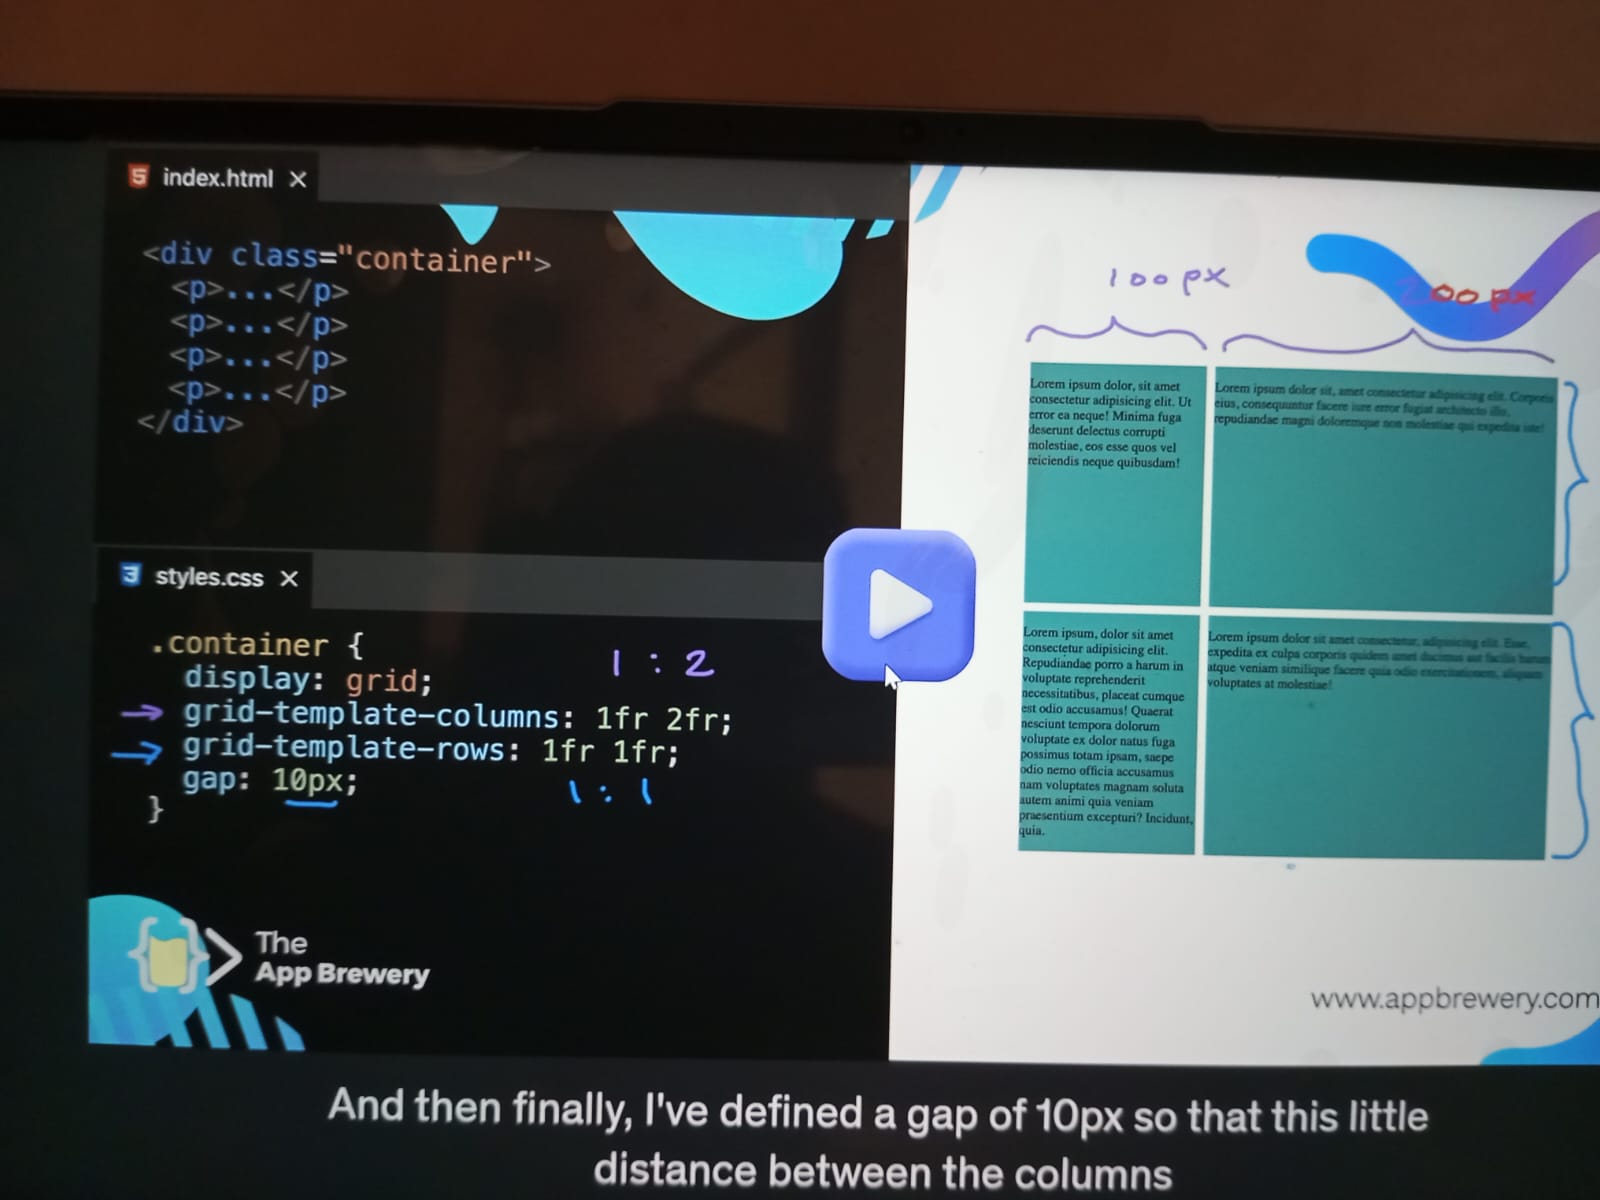 index.html ×
<div class="container">
<p>...</p>
<p>...</p>
<p>...</p>
<p>...</p>
</div>
styles.css ×
.container {
display: grid;
grid-template-columns: 1fr 2fr;
grid-template-rows: 1fr 1fr;
gap: 10px;
}
1 : 2
1 : 1
The
App Brewery
100px
200px
Lorem ipsum dolor, sit amet
consectetur adipisicing elit. Ut
error ea neque! Minima fuga
deserunt delectus corrupti
molestiae, eos esse quos vel
reiciendis neque quibusdam!
Lorem ipsum dolor sit, amet consectetur adipisicing elit. Corporis
eius, consequuntur facere iure error fugiat architecto illo,
repudiandae magni doloremque non molestiae qui expedita iste!
Lorem ipsum, dolor sit amet
consectetur adipisicing elit.
Repudiandae porro a harum in
voluptate reprehenderit
necessitatibus, placeat cumque
est odio accusamus! Quaerat
nesciunt tempora dolorum
voluptate ex dolor natus fuga
possimus totam ipsam, saepe
odio nemo officia accusamus
nam voluptates magnam soluta
autem animi quia veniam
praesentium excepturi? Incidunt,
quia.
Lorem ipsum dolor sit amet consectetur, adipisicing elit. Esse,
expedita ex culpa corporis quidem amet ducimus aut facilis harum
atque veniam similique facere quia odio exercitationem, aliquam
voluptates at molestiae!
www.appbrewery.com
And then finally, I've defined a gap of 10px so that this little
distance between the columns